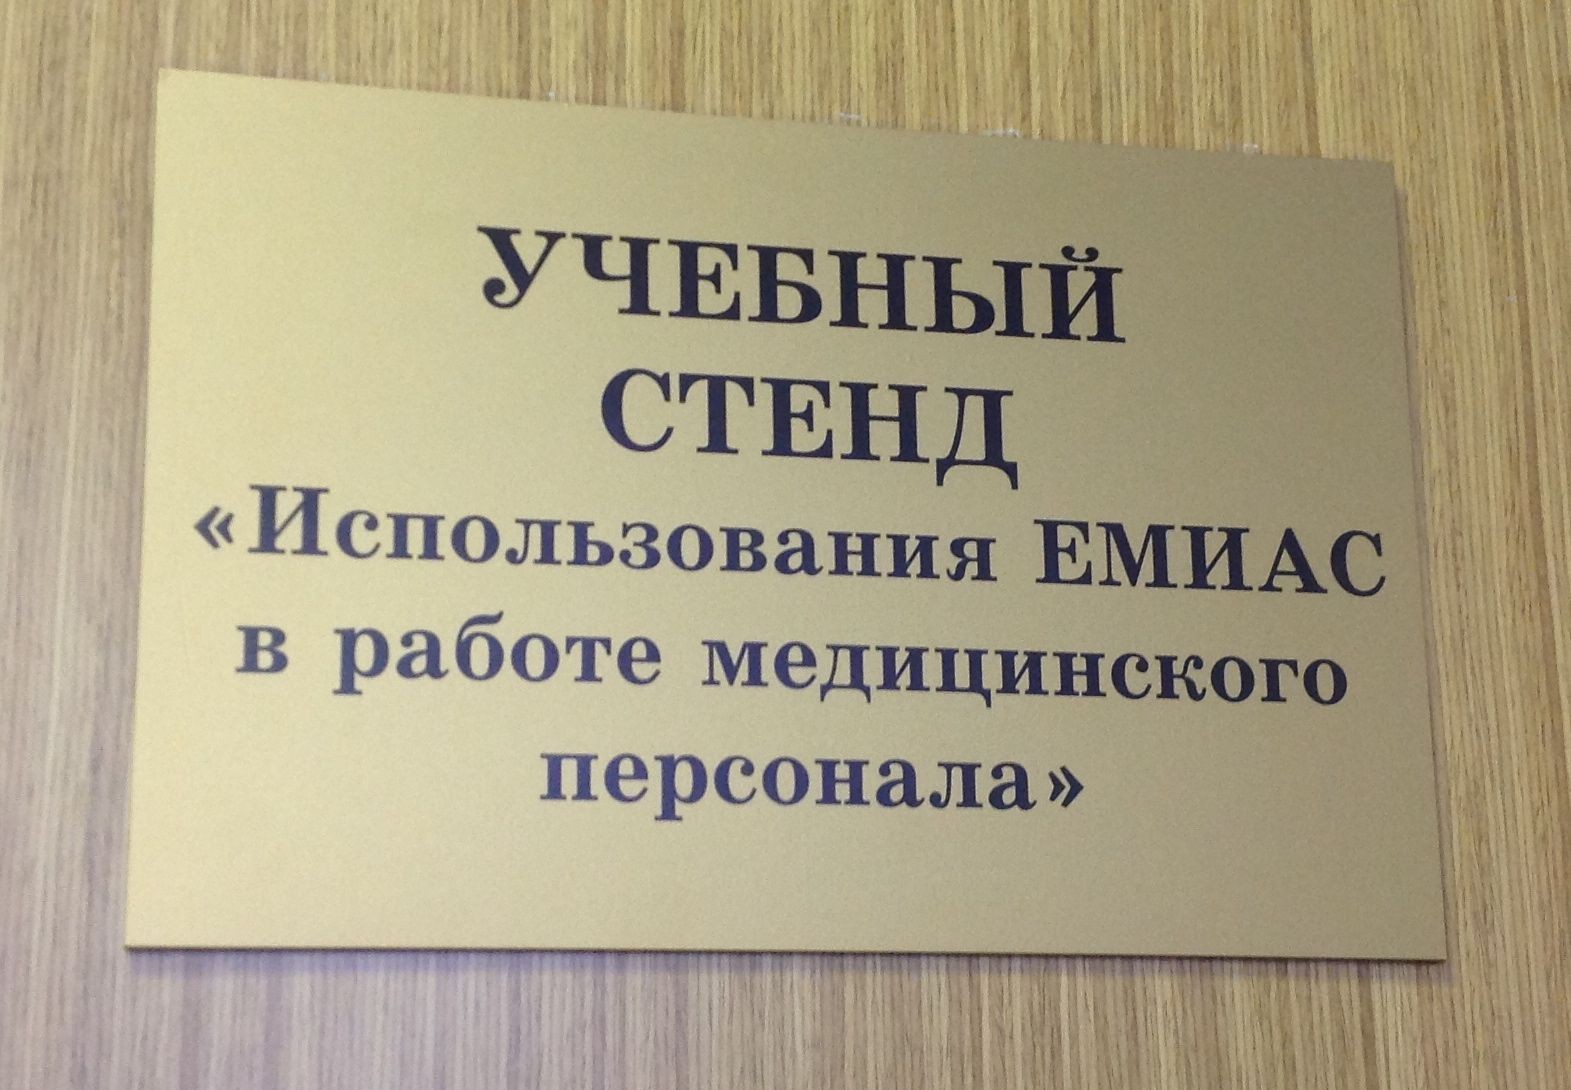 УЧЕБНЫЙ
СТЕНД
«Использования ЕМИАС
в работе медицинского
персонала»